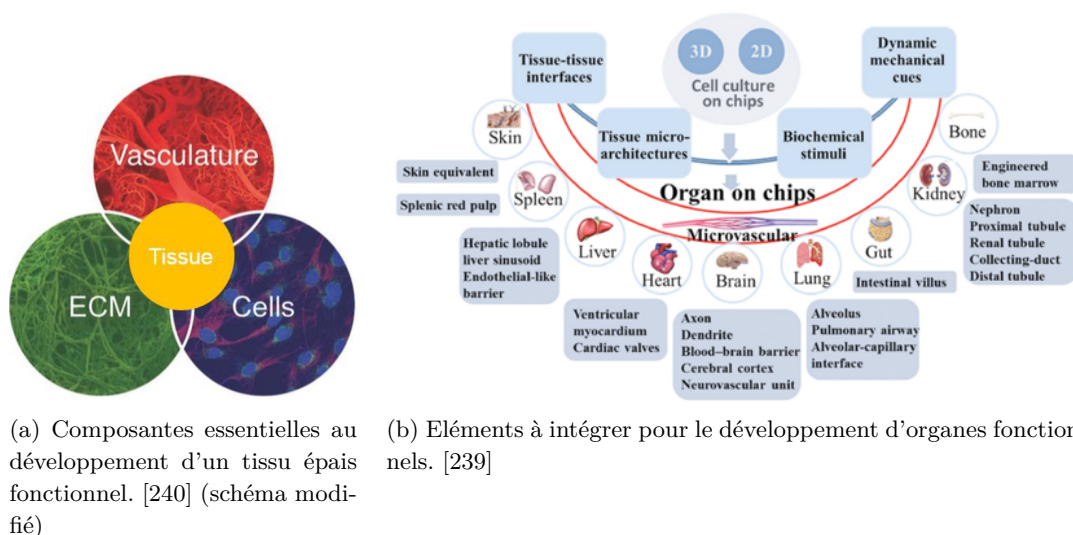 Vasculature
Tissue
ECM
Cells
(a) Composantes essentielles au
développement d'un tissu épais
fonctionnel. [240] (schéma modi-
fié)
3D
2D
Cell culture
on chips
Tissue-tissue
interfaces
Dynamic
mechanical
cues
Tissue micro-
architectures
Biochemical
stimuli
Organ on chips
Microvascular
Skin
Skin equivalent
Spleen
Splenic red pulp
Liver
Hepatic lobule
liver sinusoid
Endothelial-like
barrier
Heart
Ventricular
myocardium
Cardiac valves
Brain
Axon
Dendrite
Blood–brain barrier
Cerebral cortex
Neurovascular unit
Lung
Alveolus
Pulmonary airway
Alveolar-capillary
interface
Gut
Intestinal villus
Kidney
Nephron
Proximal tubule
Renal tubule
Collecting-duct
Distal tubule
Bone
Engineered
bone marrow
(b) Eléments à intégrer pour le développement d'organes fonction-
nels. [239]